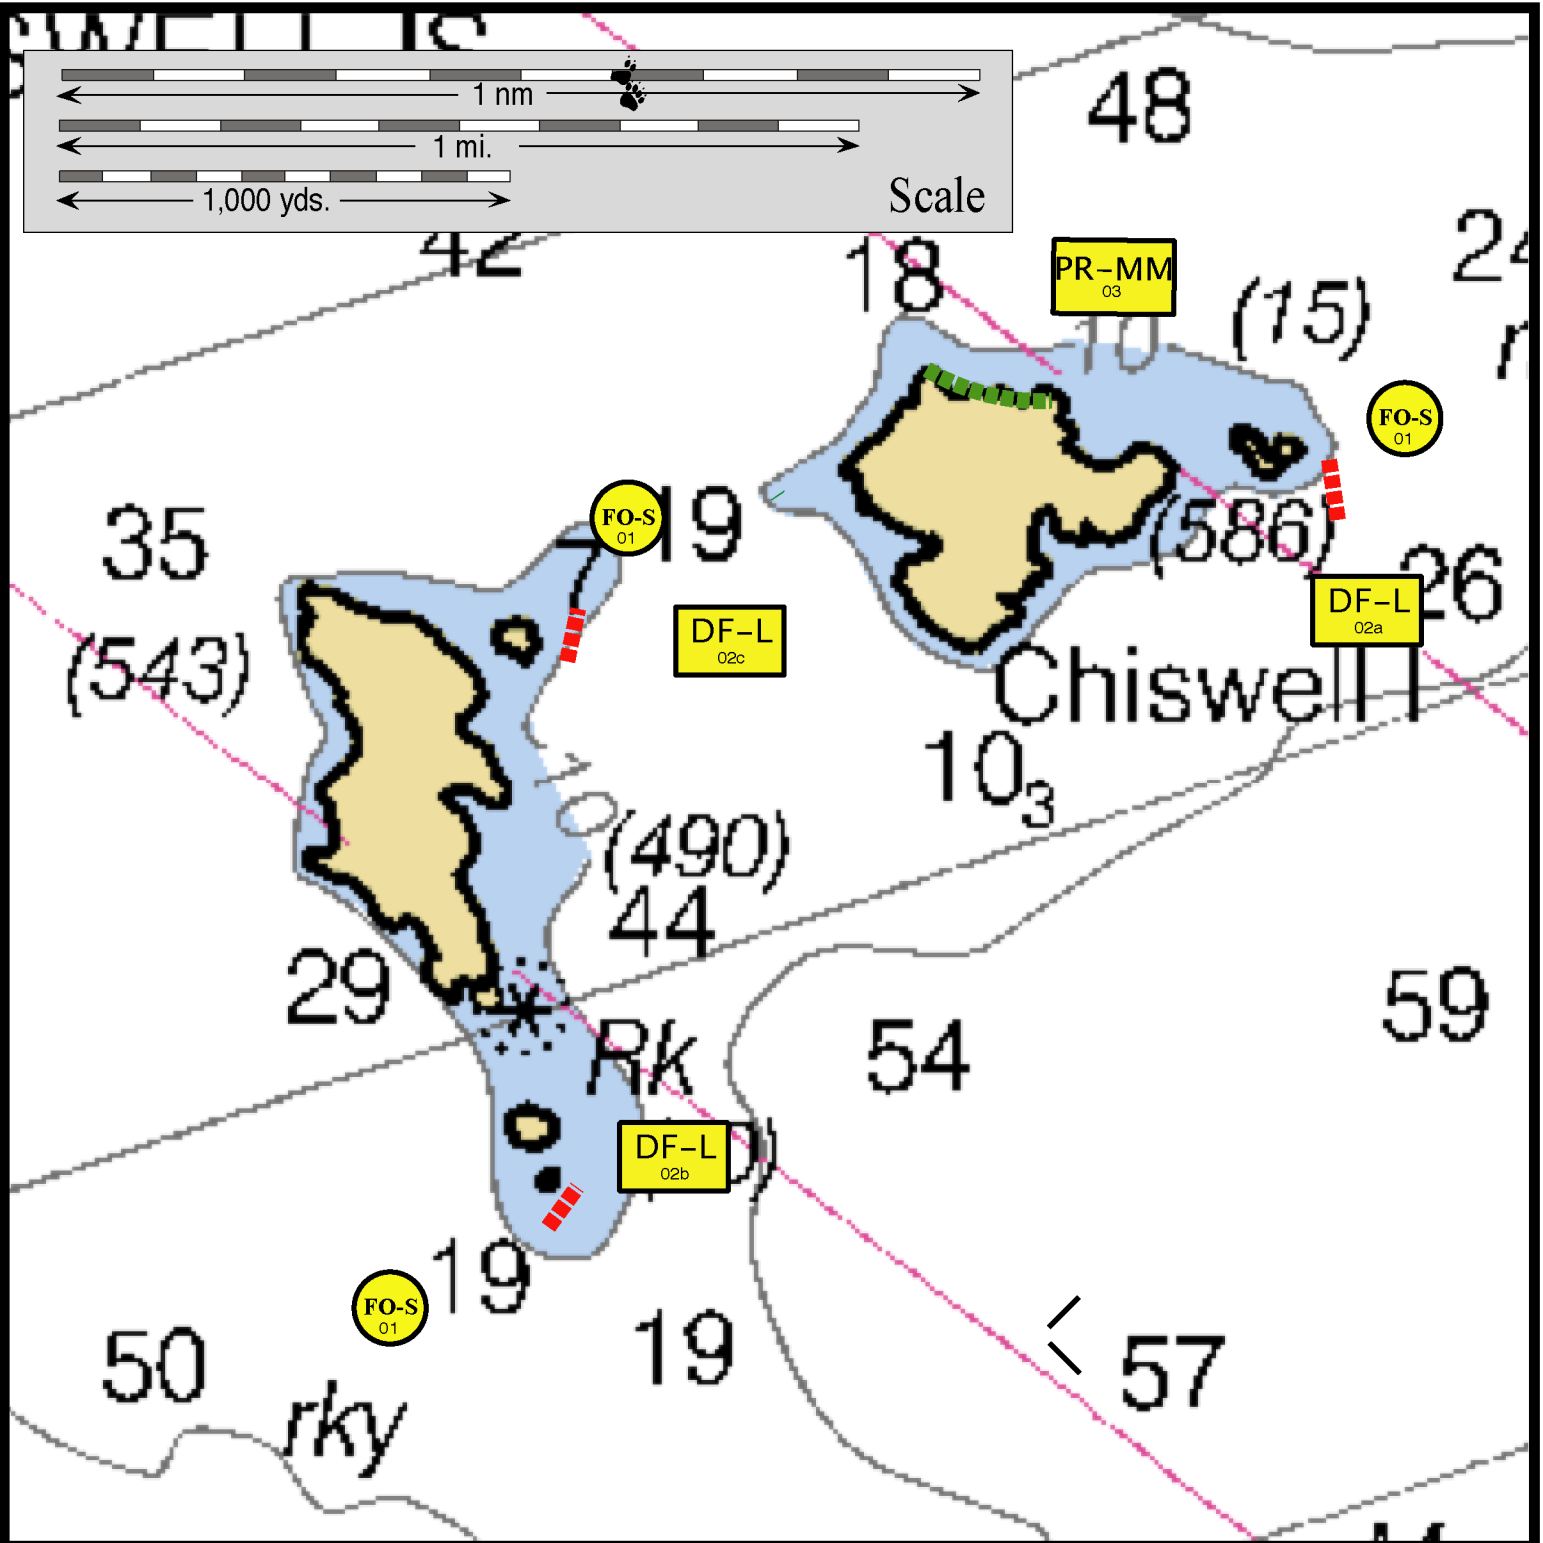 1 nm
1 mi.
1,000 yds.
Scale
48
42
18
PR-MM
03
(15)
10
FO-S
01
FO-S
01
19
35
(586)
26
DF-L
02a
DF-L
02c
(543)
Chiswell I
10₃
10
(490)
44
29
59
54
Rk
DF-L
02b
19
FO-S
01
19
50
57
rky